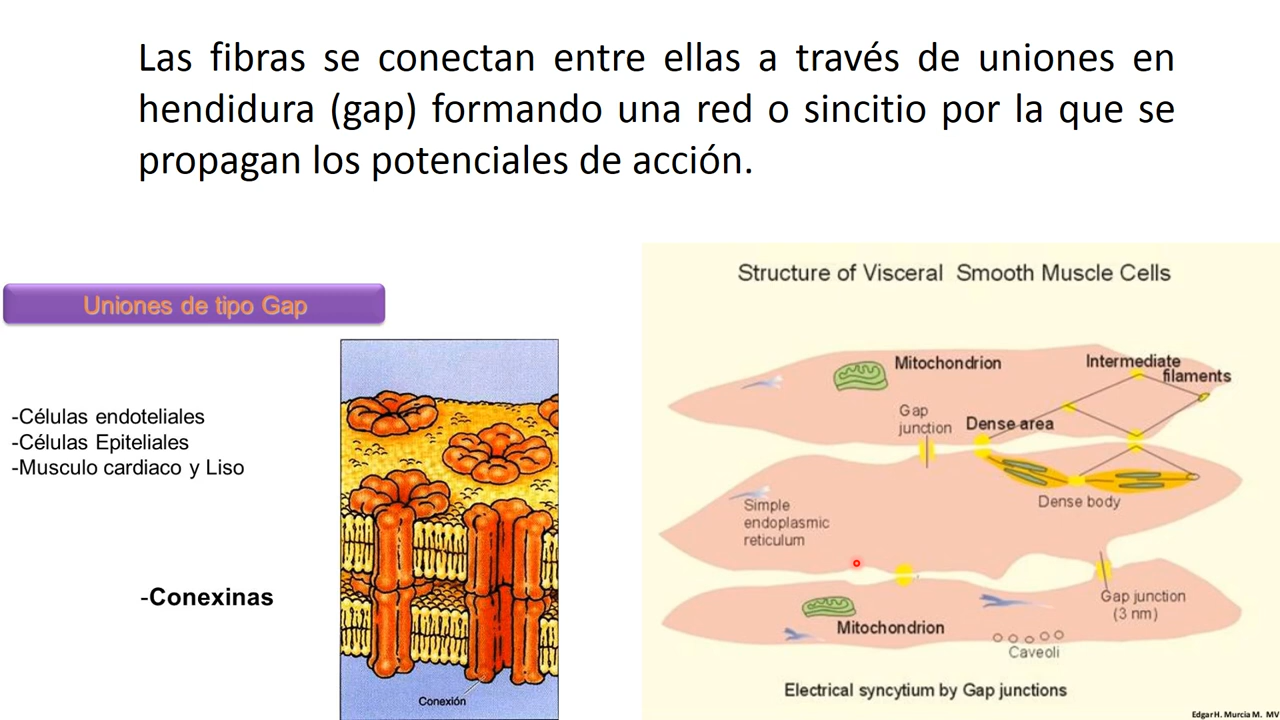 Las fibras se conectan entre ellas a través de uniones en
hendidura (gap) formando una red o sincitio por la que se
propagan los potenciales de acción.
Uniones de tipo Gap
-Células endoteliales
-Células Epiteliales
-Musculo cardiaco y Liso
-Conexinas
Conexión
Structure of Visceral Smooth Muscle Cells
Mitochondrion
Intermediate
filaments
Gap
junction
Dense area
Dense body
Simple
endoplasmic
reticulum
Gap junction
(3 nm)
Mitochondrion
Caveoli
Electrical syncytium by Gap junctions
Edgar H. Murcia M. MV